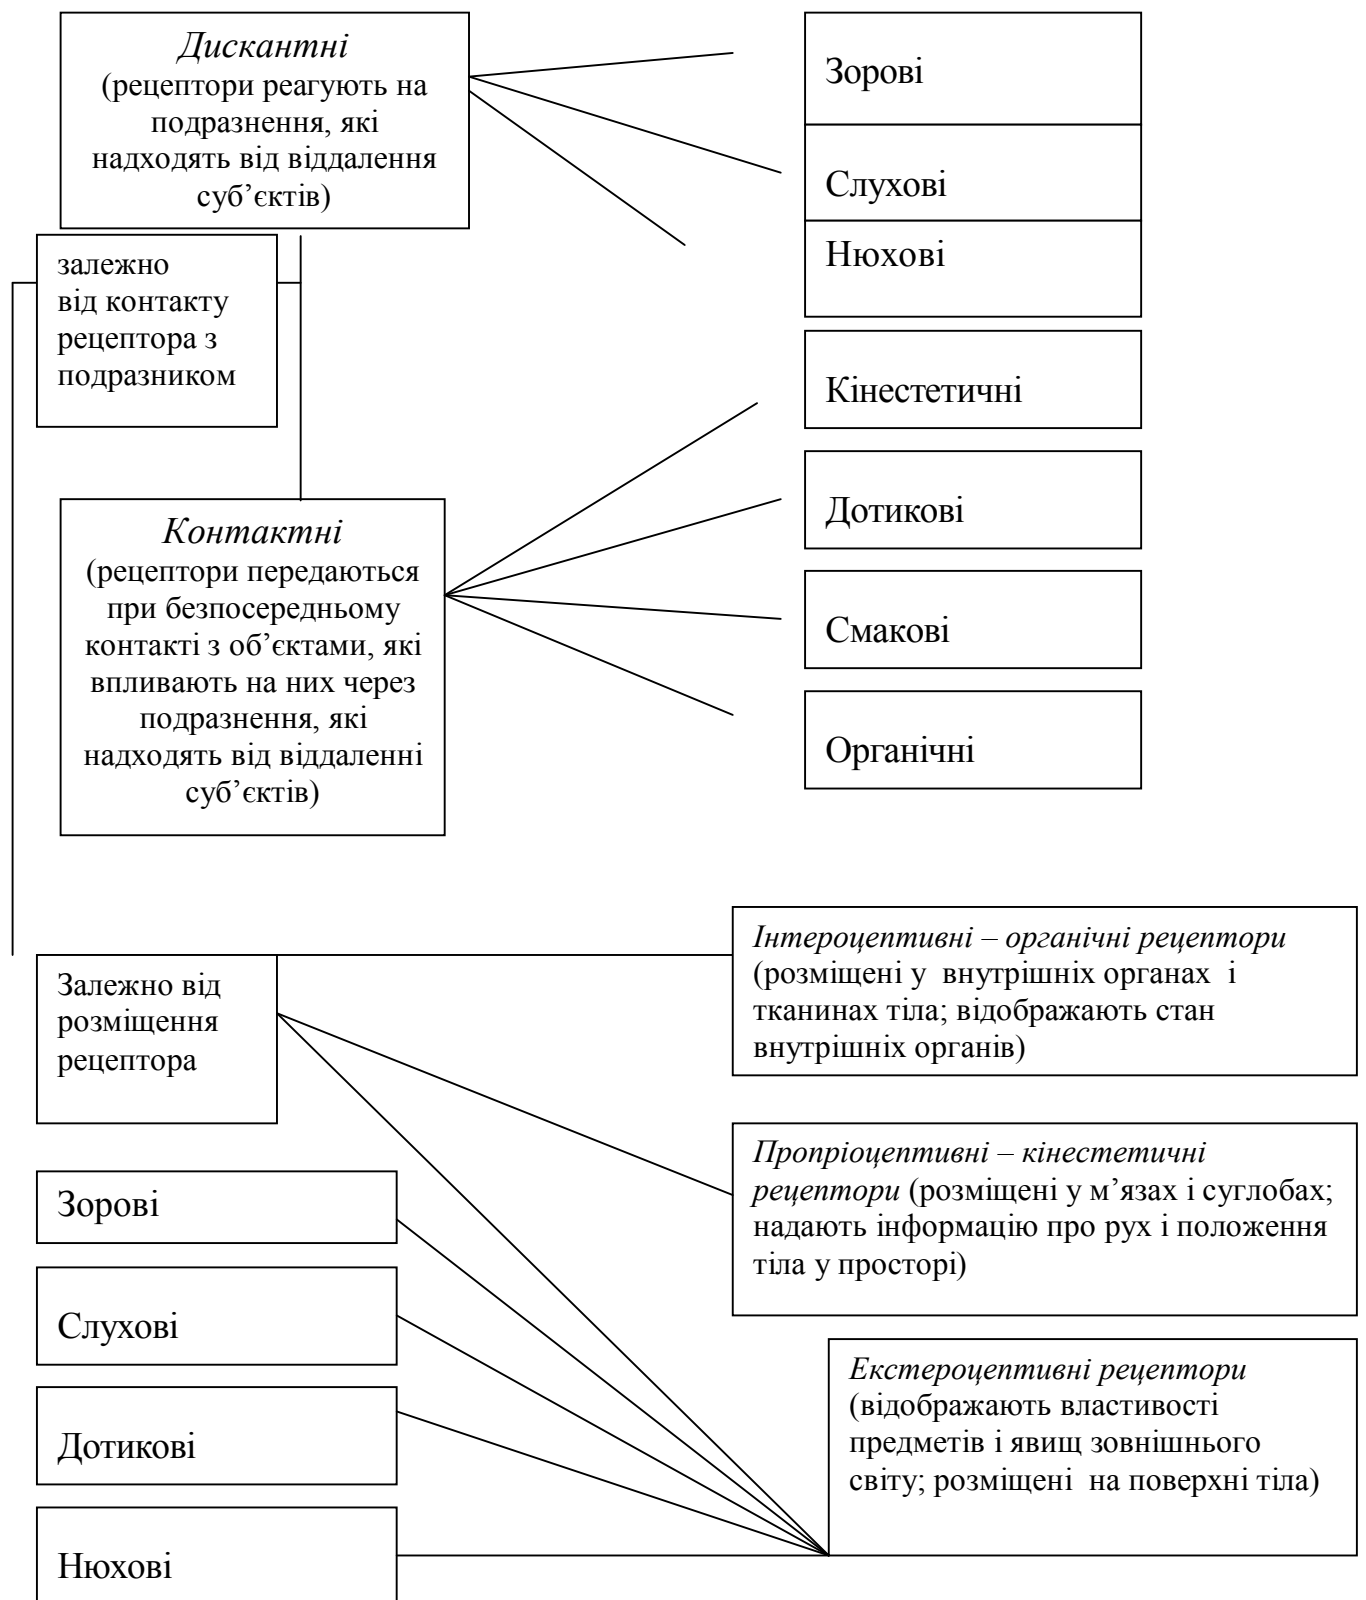 Дискантні
(рецептори реагують на
подразнення, які
надходять від віддалення
суб’єктів)
Зорові
Слухові
Нюхові
залежно
від контакту
рецептора з
подразником
Кінестетичні
Дотикові
Смакові
Органічні
Контактні
(рецептори передаються
при безпосередньому
контакті з об’єктами, які
впливають на них через
подразнення, які
надходять від віддаленні
суб’єктів)
Залежно від
розміщення
рецептора
Інтероцептивні – органічні рецептори
(розміщені у внутрішніх органах і
тканинах тіла; відображають стан
внутрішніх органів)
Пропріоцептивні – кінестетичні
рецептори (розміщені у м’язах і суглобах;
надають інформацію про рух і положення
тіла у просторі)
Екстероцептивні рецептори
(відображають властивості
предметів і явищ зовнішнього
світу; розміщені на поверхні тіла)
Зорові
Слухові
Дотикові
Нюхові